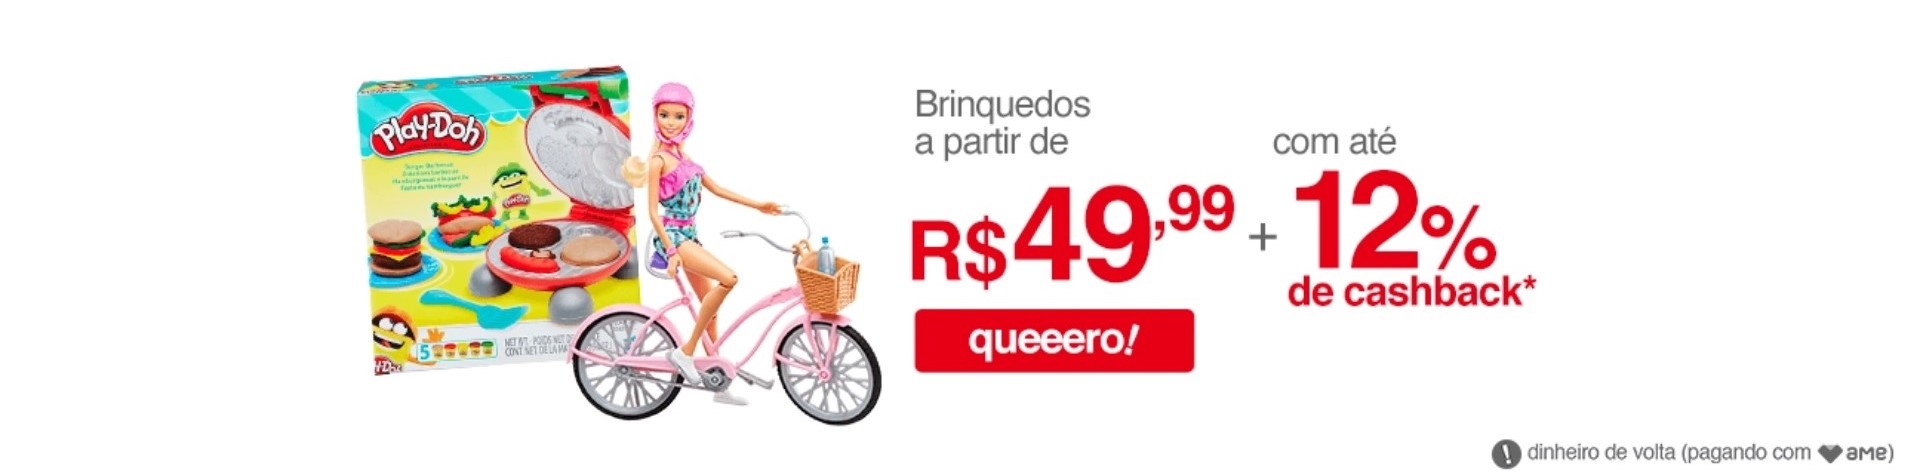 Play-Doh
Brinquedos
a partir de
R$49,99
+
com até
12%
de cashback*
queeero!
5
dinheiro de volta (pagando com ame)